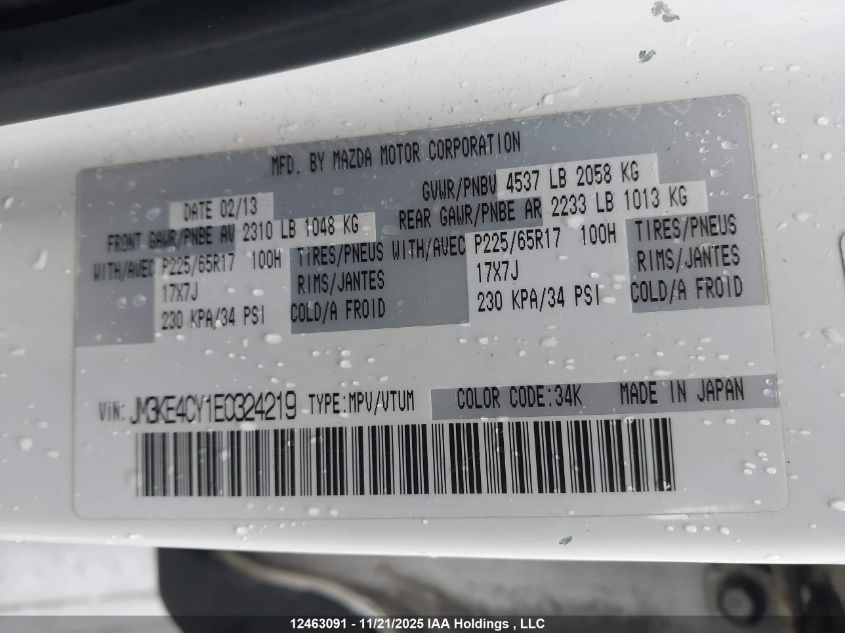 MFD. BY MAZDA MOTOR CORPORATION
DATE 02/13 GVWR/PNBV 4537 LB 2058 KG
FRONT GAWR/PNBE AV 2310 LB 1048 KG REAR GAWR/PNBE AR 2233 LB 1013 KG
WITH/AVEC P225/65R17 100H TIRES/PNEUS WITH/AVEC P225/65R17 100H TIRES/PNEUS
17X7J RIMS/JANTES 17X7J RIMS/JANTES
230 KPA/34 PSI COLD/A FROID 230 KPA/34 PSI COLD/A FROID
VIN: JM3KE4CY1E0324219 TYPE:MPV/VTUM COLOR CODE:34K MADE IN JAPAN
12463091 - 11/21/2025 IAA Holdings , LLC